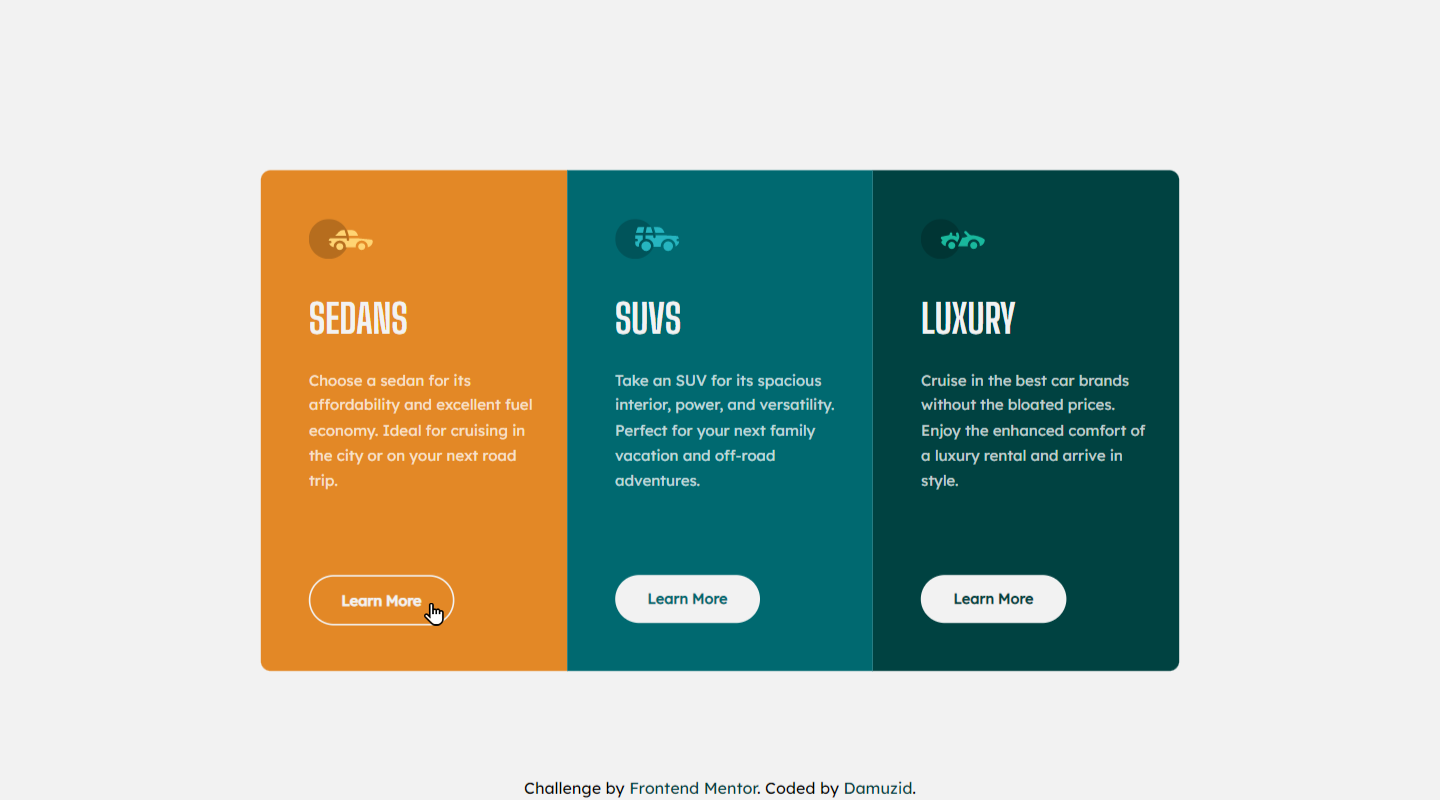 SEDANS
Choose a sedan for its
affordability and excellent fuel
economy. Ideal for cruising in
the city or on your next road
trip.
Learn More
SUVS
Take an SUV for its spacious
interior, power, and versatility.
Perfect for your next family
vacation and off-road
adventures.
Learn More
LUXURY
Cruise in the best car brands
without the bloated prices.
Enjoy the enhanced comfort of
a luxury rental and arrive in
style.
Learn More
Challenge by Frontend Mentor. Coded by Damuzid.